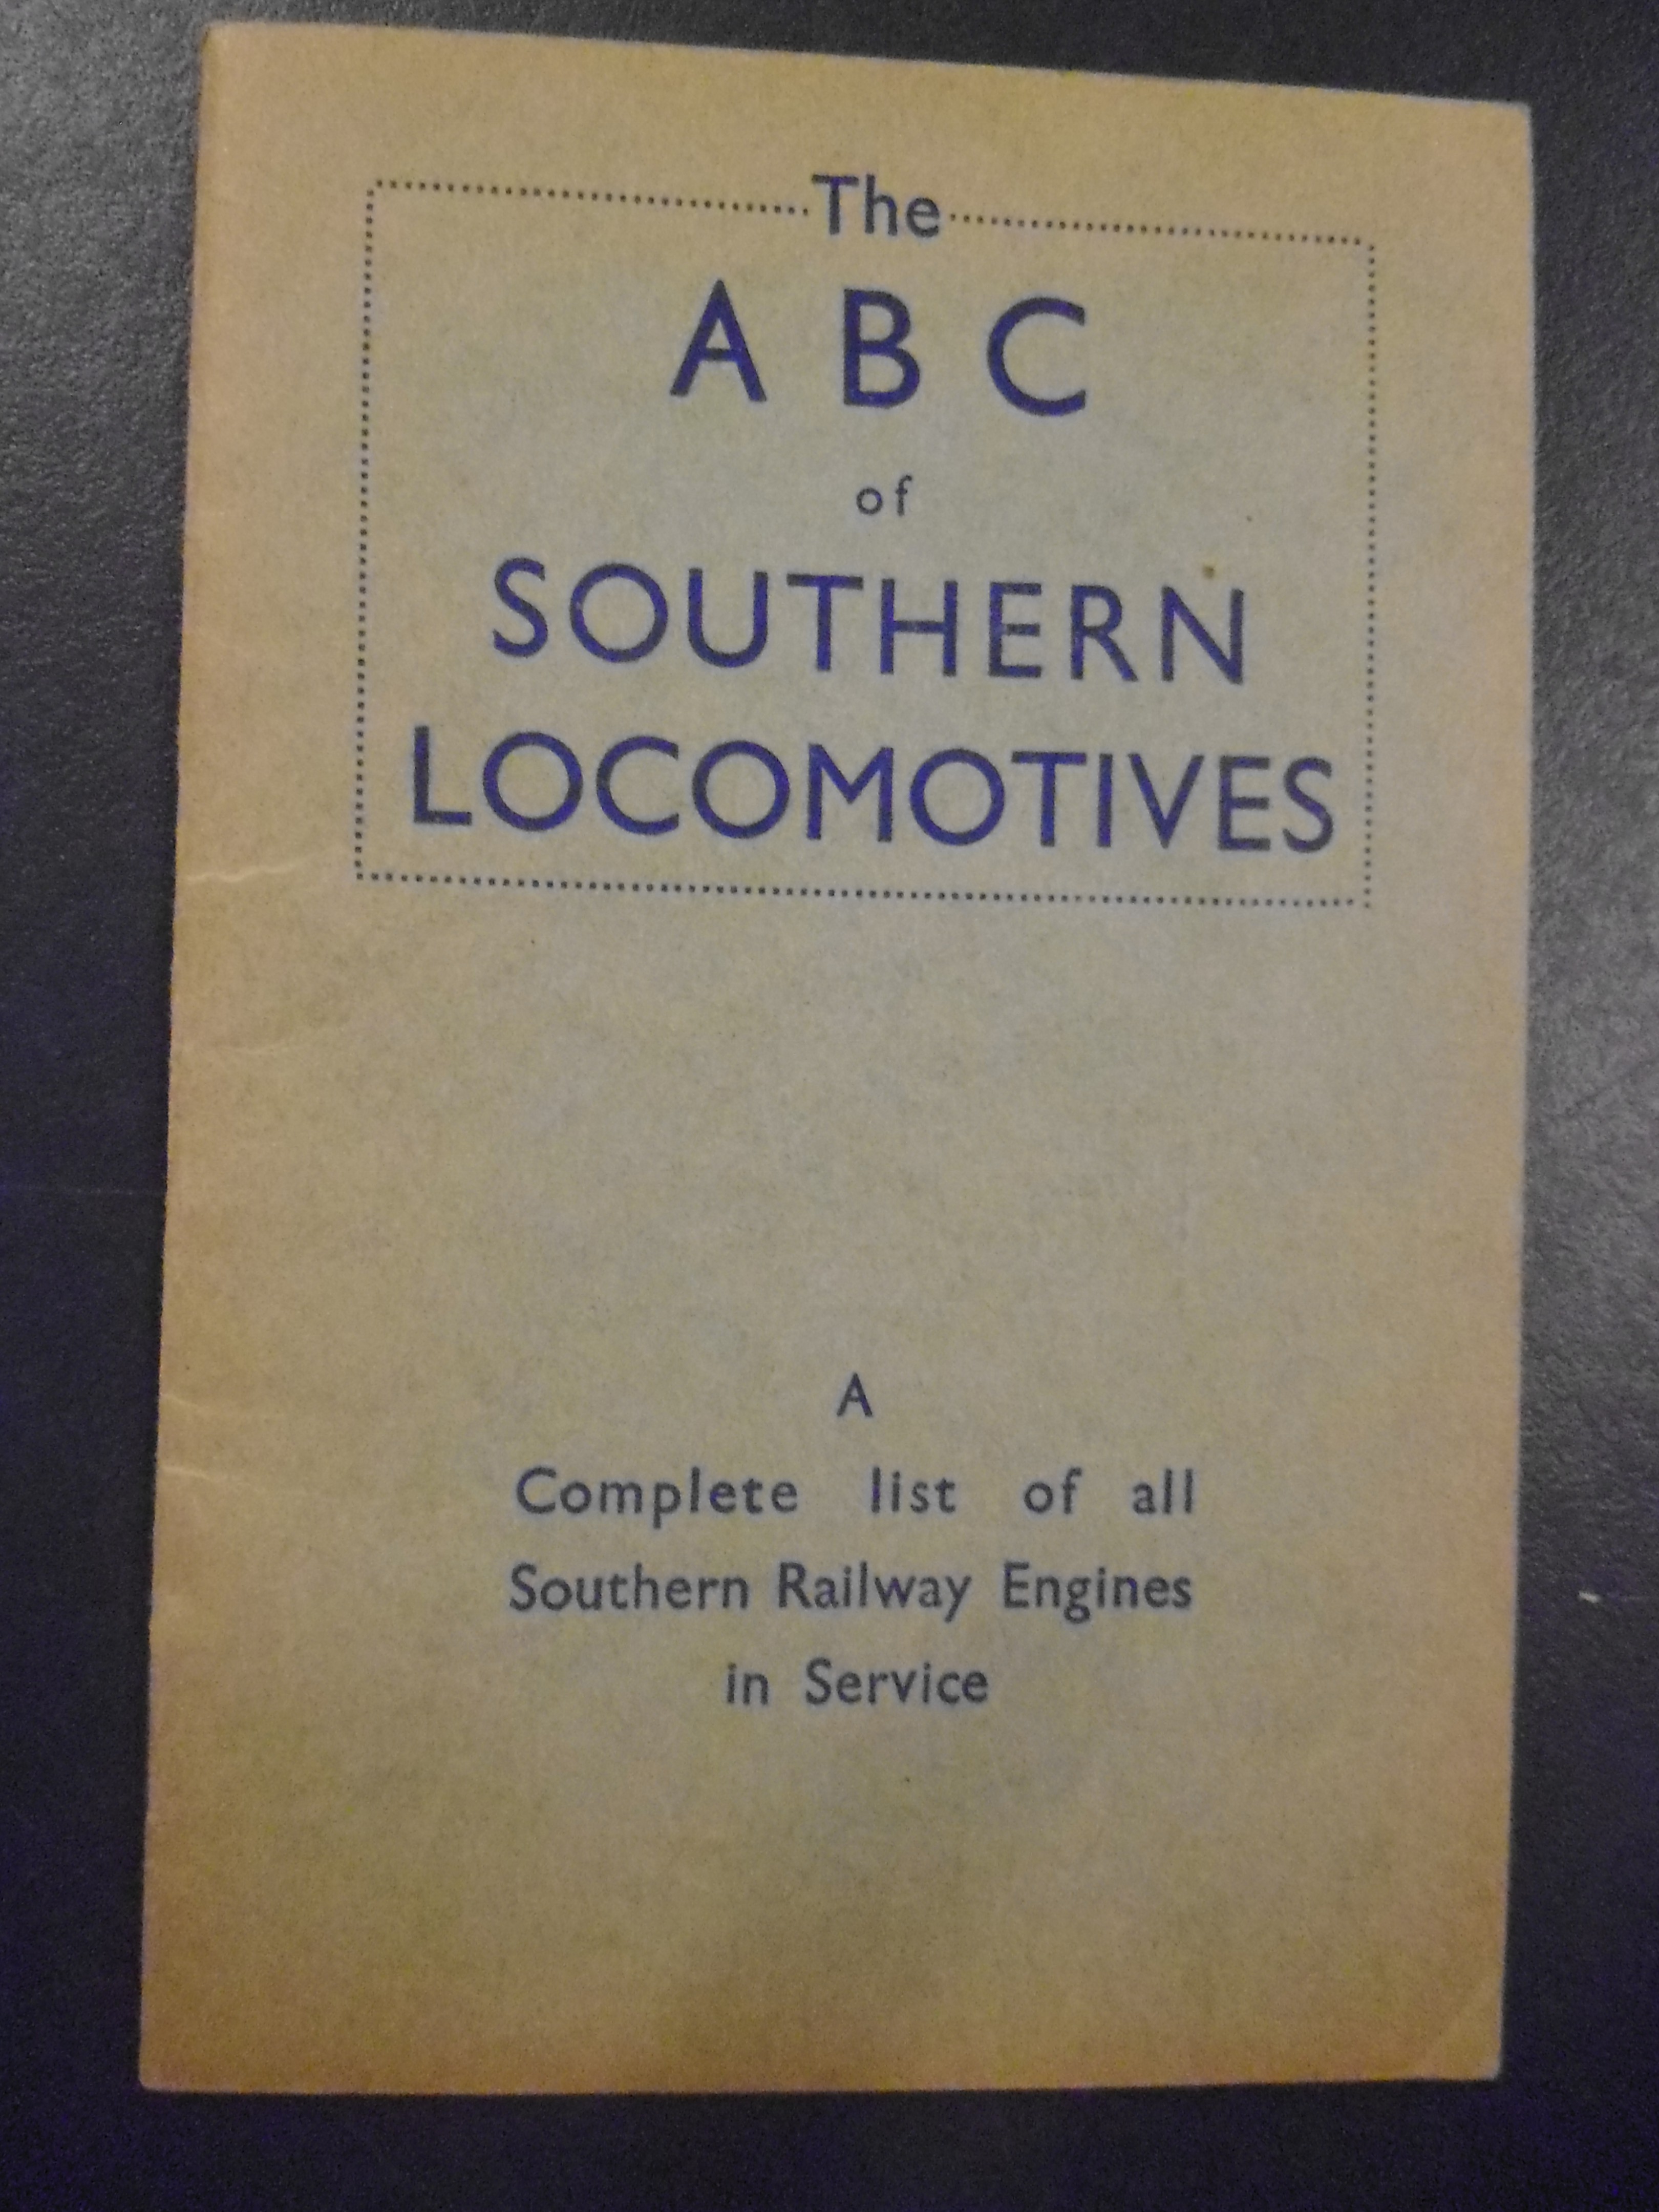 The
A B C
of
SOUTHERN
LOCOMOTIVES
A
Complete list of all
Southern Railway Engines
in Service